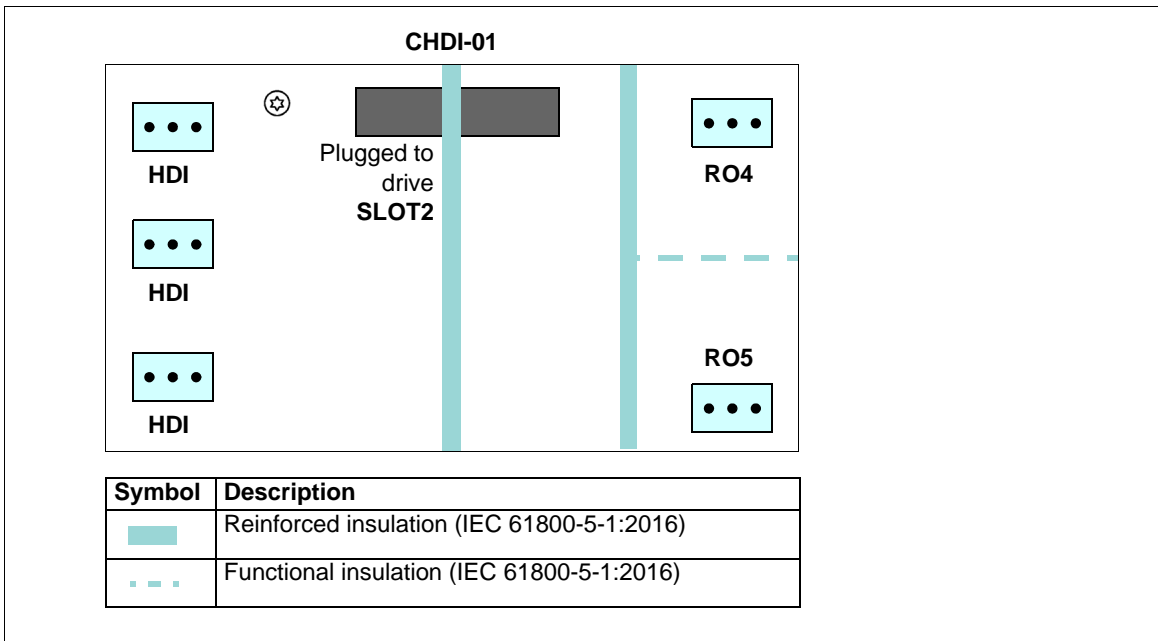 CHDI-01
HDI
Plugged to
drive
SLOT2
RO4
HDI
RO5
HDI
Symbol Description
Reinforced insulation (IEC 61800-5-1:2016)
Functional insulation (IEC 61800-5-1:2016)